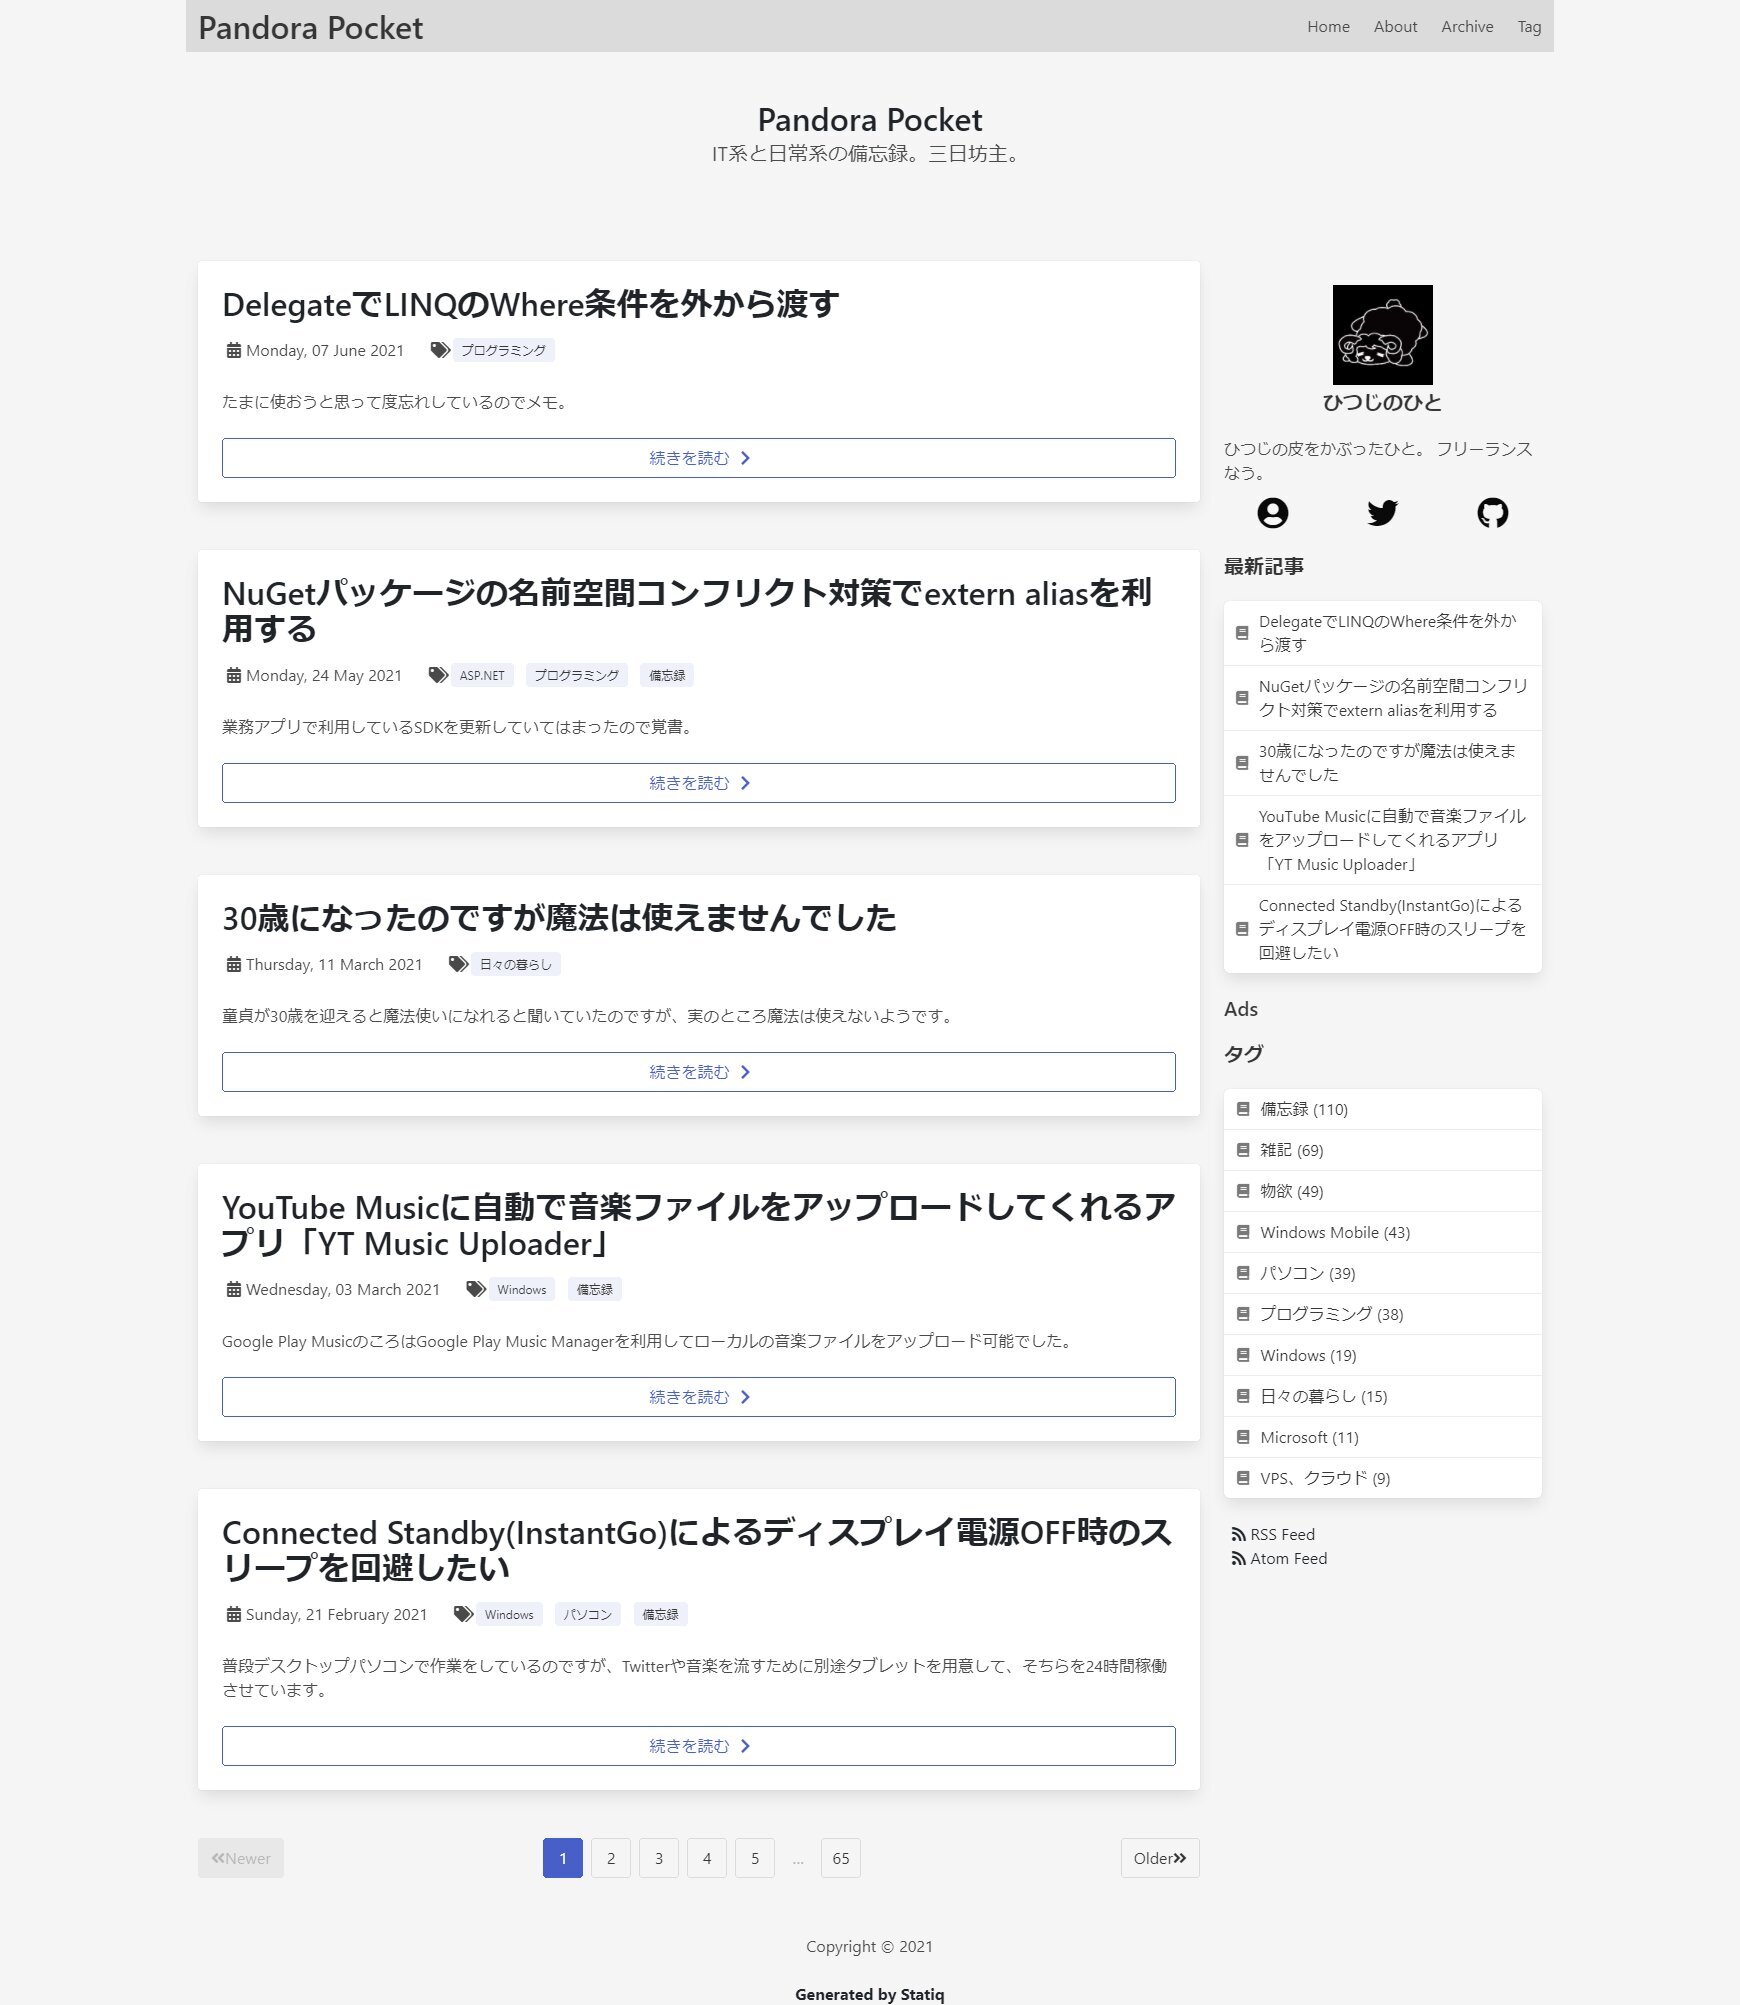 Pandora Pocket
Home About Archive Tag
Pandora Pocket
IT系と日常系の備忘録。三日坊主。
DelegateでLINQのWhere条件を外から渡す
Monday, 07 June 2021 プログラミング
たまに使おうと思って度忘れしているのでメモ。
続きを読む
NuGetパッケージの名前空間コンフリクト対策でextern aliasを利
用する
Monday, 24 May 2021 ASP.NET プログラミング 備忘録
業務アプリで利用しているSDKを更新していてはまったので覚書。
続きを読む
30歳になったのですが魔法は使えませんでした
Thursday, 11 March 2021 日々の暮らし
童貞が30歳を迎えると魔法使いになれると聞いていたのですが、実のところ魔法は使えないようです。
続きを読む
YouTube Musicに自動で音楽ファイルをアップロードしてくれるア
プリ「YT Music Uploader」
Wednesday, 03 March 2021 Windows 備忘録
Google Play MusicのころはGoogle Play Music Managerを利用してローカルの音楽ファイルをアップロード可能でした。
続きを読む
Connected Standby(InstantGo)によるディスプレイ電源OFF時のス
リープを回避したい
Sunday, 21 February 2021 Windows パソコン 備忘録
普段デスクトップパソコンで作業をしているのですが、Twitterや音楽を流すために別途タブレットを用意して、そちらを24時間稼働
させています。
続きを読む
Newer 1 2 3 4 5 … 65 Older
ひつじのひと
ひつじの皮をかぶったひと。 フリーランス
なう。
最新記事
DelegateでLINQのWhere条件を外か
ら渡す
NuGetパッケージの名前空間コンフリ
クト対策でextern aliasを利用する
30歳になったのですが魔法は使えま
せんでした
YouTube Musicに自動で音楽ファイル
をアップロードしてくれるアプリ
「YT Music Uploader」
Connected Standby(InstantGo)による
ディスプレイ電源OFF時のスリープを
回避したい
Ads
タグ
備忘録 (110)
雑記 (69)
物欲 (49)
Windows Mobile (43)
パソコン (39)
プログラミング (38)
Windows (19)
日々の暮らし (15)
Microsoft (11)
VPS、クラウド (9)
RSS Feed
Atom Feed
Copyright © 2021
Generated by Statiq